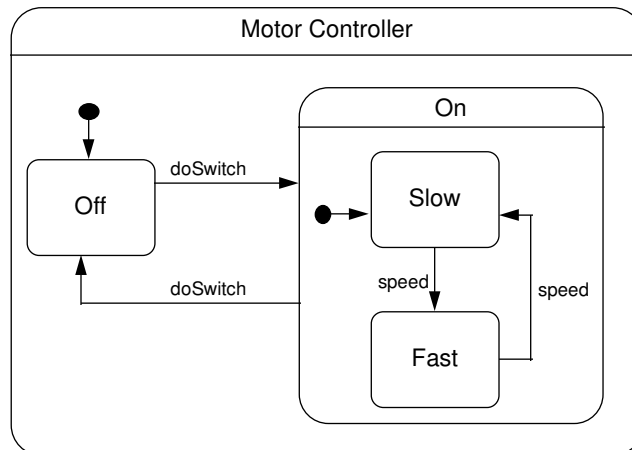 Motor Controller
On
doSwitch
Off
Slow
doSwitch
speed
speed
Fast